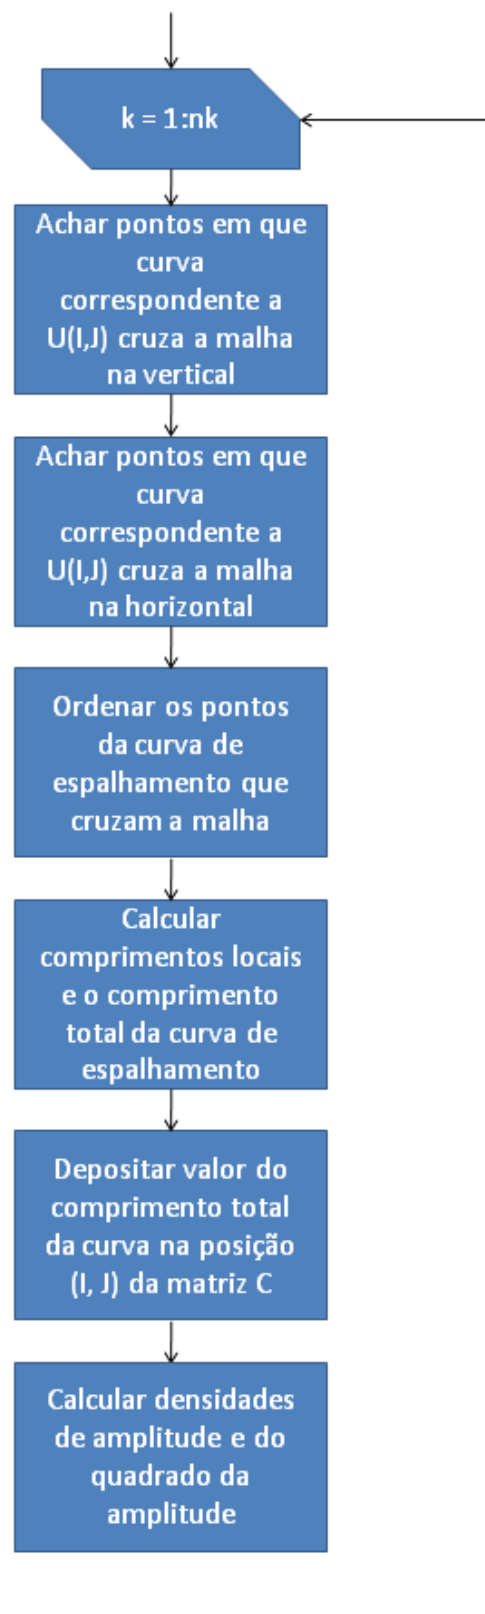 k = 1:nk
Achar pontos em que
curva
correspondente a
U(I,J) cruza a malha
na vertical
Achar pontos em que
curva
correspondente a
U(I,J) cruza a malha
na horizontal
Ordenar os pontos
da curva de
espalhamento que
cruzam a malha
Calcular
comprimentos locais
e o comprimento
total da curva de
espalhamento
Depositar valor do
comprimento total
da curva na posição
(I, J) da matriz C
Calcular densidades
de amplitude e do
quadrado da
amplitude